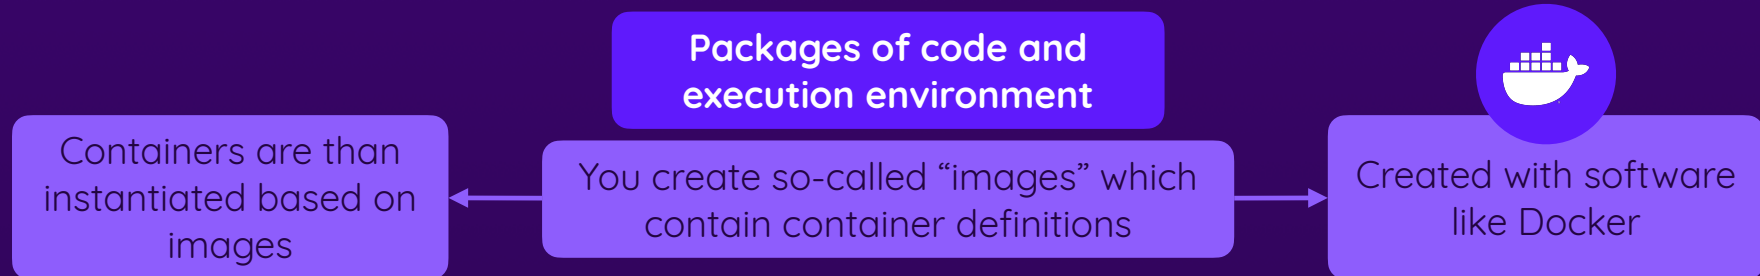 Packages of code and
execution environment
Containers are than
instantiated based on
images
You create so-called “images” which
contain container definitions
Created with software
like Docker